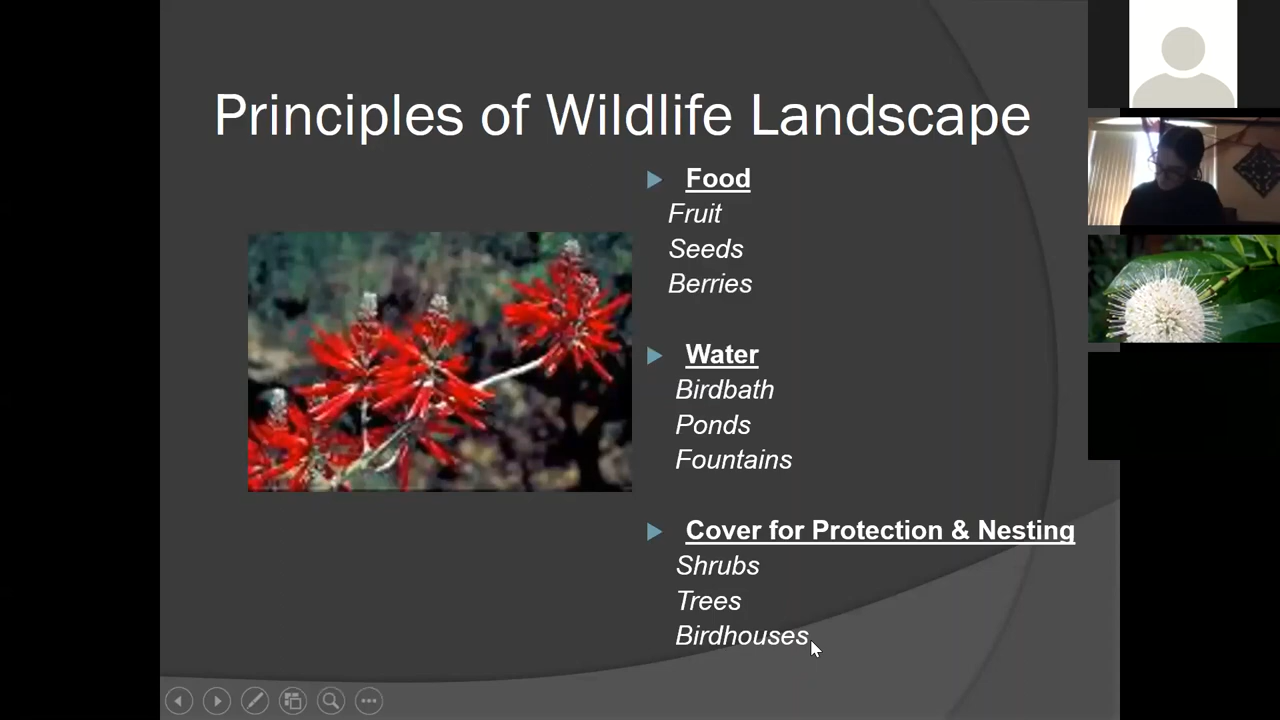 Principles of Wildlife Landscape
Food
Fruit
Seeds
Berries
Water
Birdbath
Ponds
Fountains
Cover for Protection & Nesting
Shrubs
Trees
Birdhouses